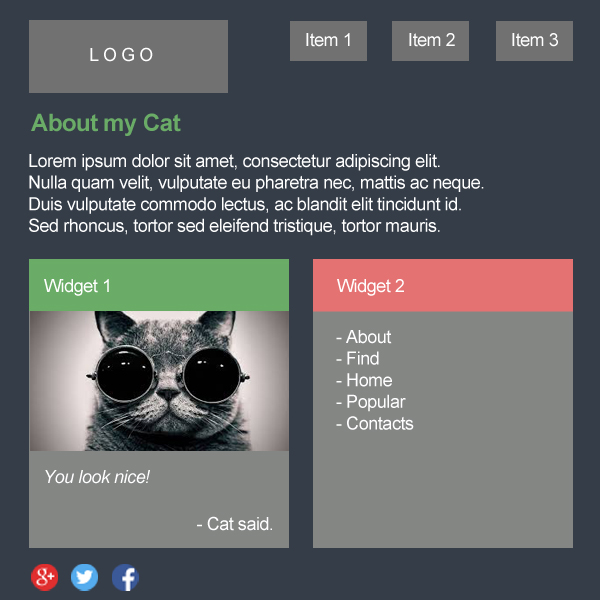 LOGO
Item 1
Item 2
Item 3
About my Cat
Lorem ipsum dolor sit amet, consectetur adipiscing elit.
Nulla quam velit, vulputate eu pharetra nec, mattis ac neque.
Duis vulputate commodo lectus, ac blandit elit tincidunt id.
Sed rhoncus, tortor sed eleifend tristique, tortor mauris.
Widget 1
You look nice!
- Cat said.
Widget 2
- About
- Find
- Home
- Popular
- Contacts
g+
f